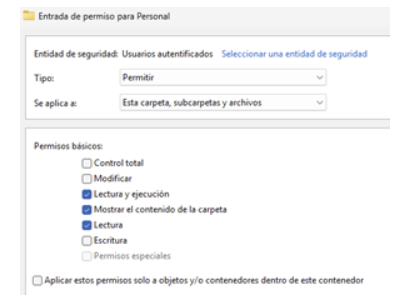 Entrada de permiso para Personal
Entidad de seguridad: Usuarios autentificados Seleccionar una entidad de seguridad
Tipo: Permitir
Se aplica a: Esta carpeta, subcarpetas y archivos
Permisos básicos:
Control total
Modificar
Lectura y ejecución
Mostrar el contenido de la carpeta
Lectura
Escritura
Permisos especiales
Aplicar estos permisos solo a objetos y/o contenedores dentro de este contenedor